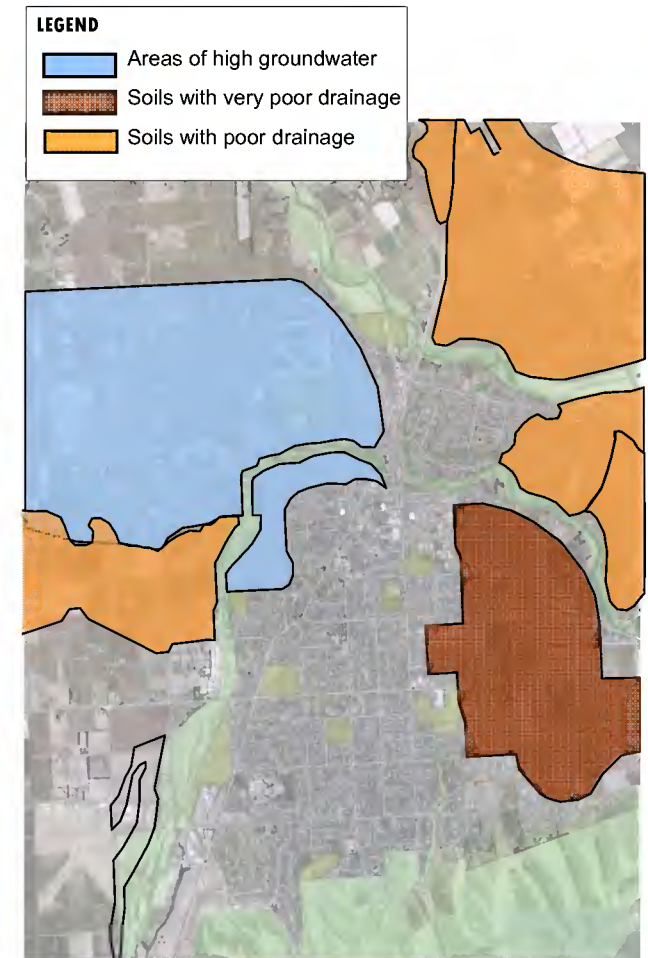 LEGEND
Areas of high groundwater
Soils with very poor drainage
Soils with poor drainage